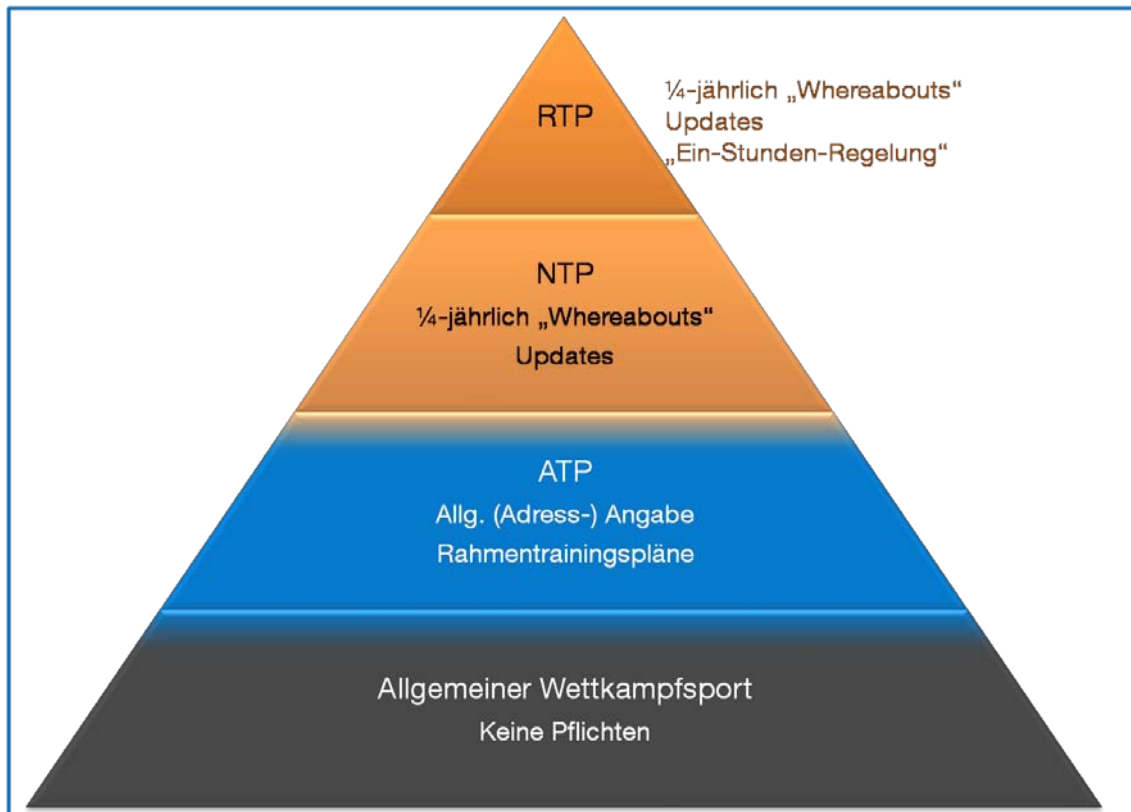 RTP
¼-jährlich „Whereabouts“
Updates
„Ein-Stunden-Regelung“
NTP
¼-jährlich „Whereabouts“
Updates
ATP
Allg. (Adress-) Angabe
Rahmentrainingspläne
Allgemeiner Wettkampfsport
Keine Pflichten